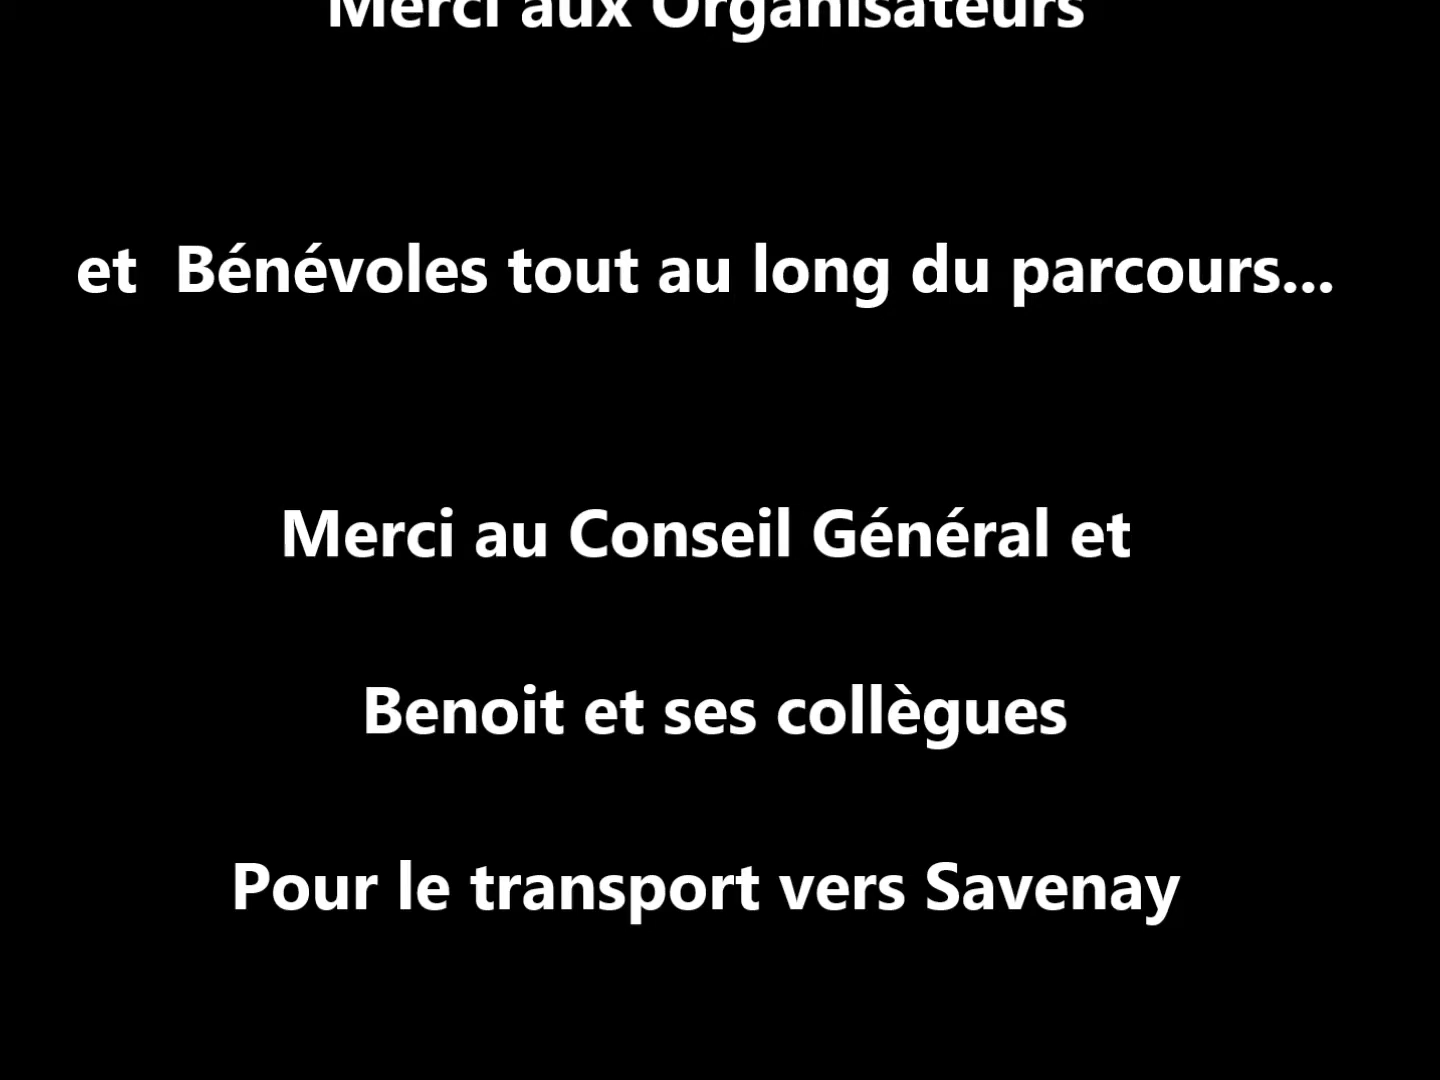 Merci aux Organisateurs
et  Bénévoles tout au long du parcours...
Merci au Conseil Général et
Benoit et ses collègues
Pour le transport vers Savenay